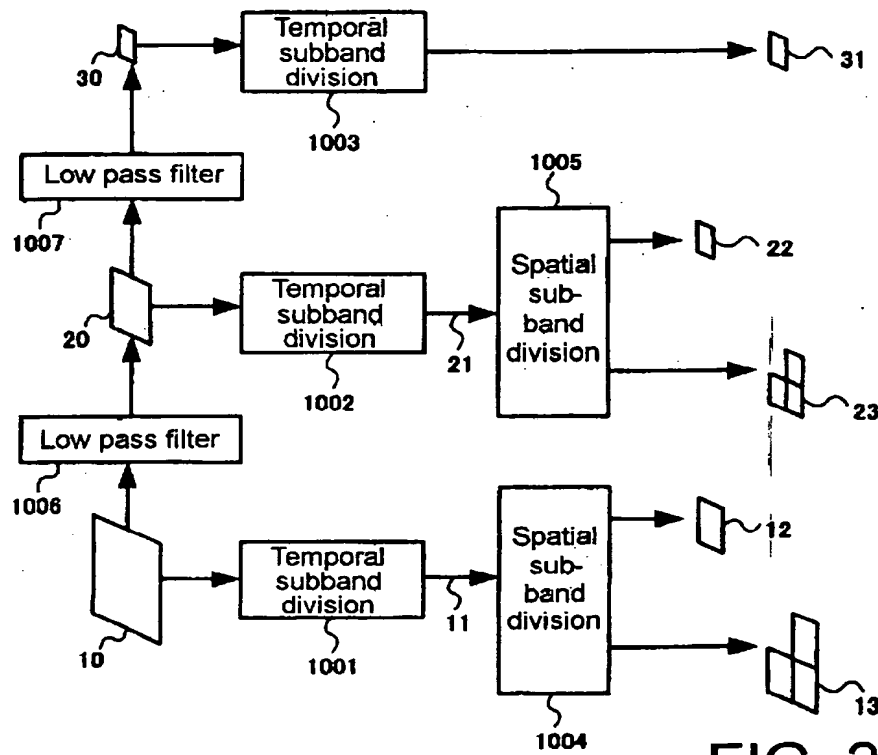 30
Temporal
subband
division
1003
31
Low pass filter
1007
1005
22
20
Temporal
subband
division
1002
21
Spatial
sub-
band
division
23
Low pass filter
1006
12
10
Temporal
subband
division
1001
11
Spatial
sub-
band
division
13
1004